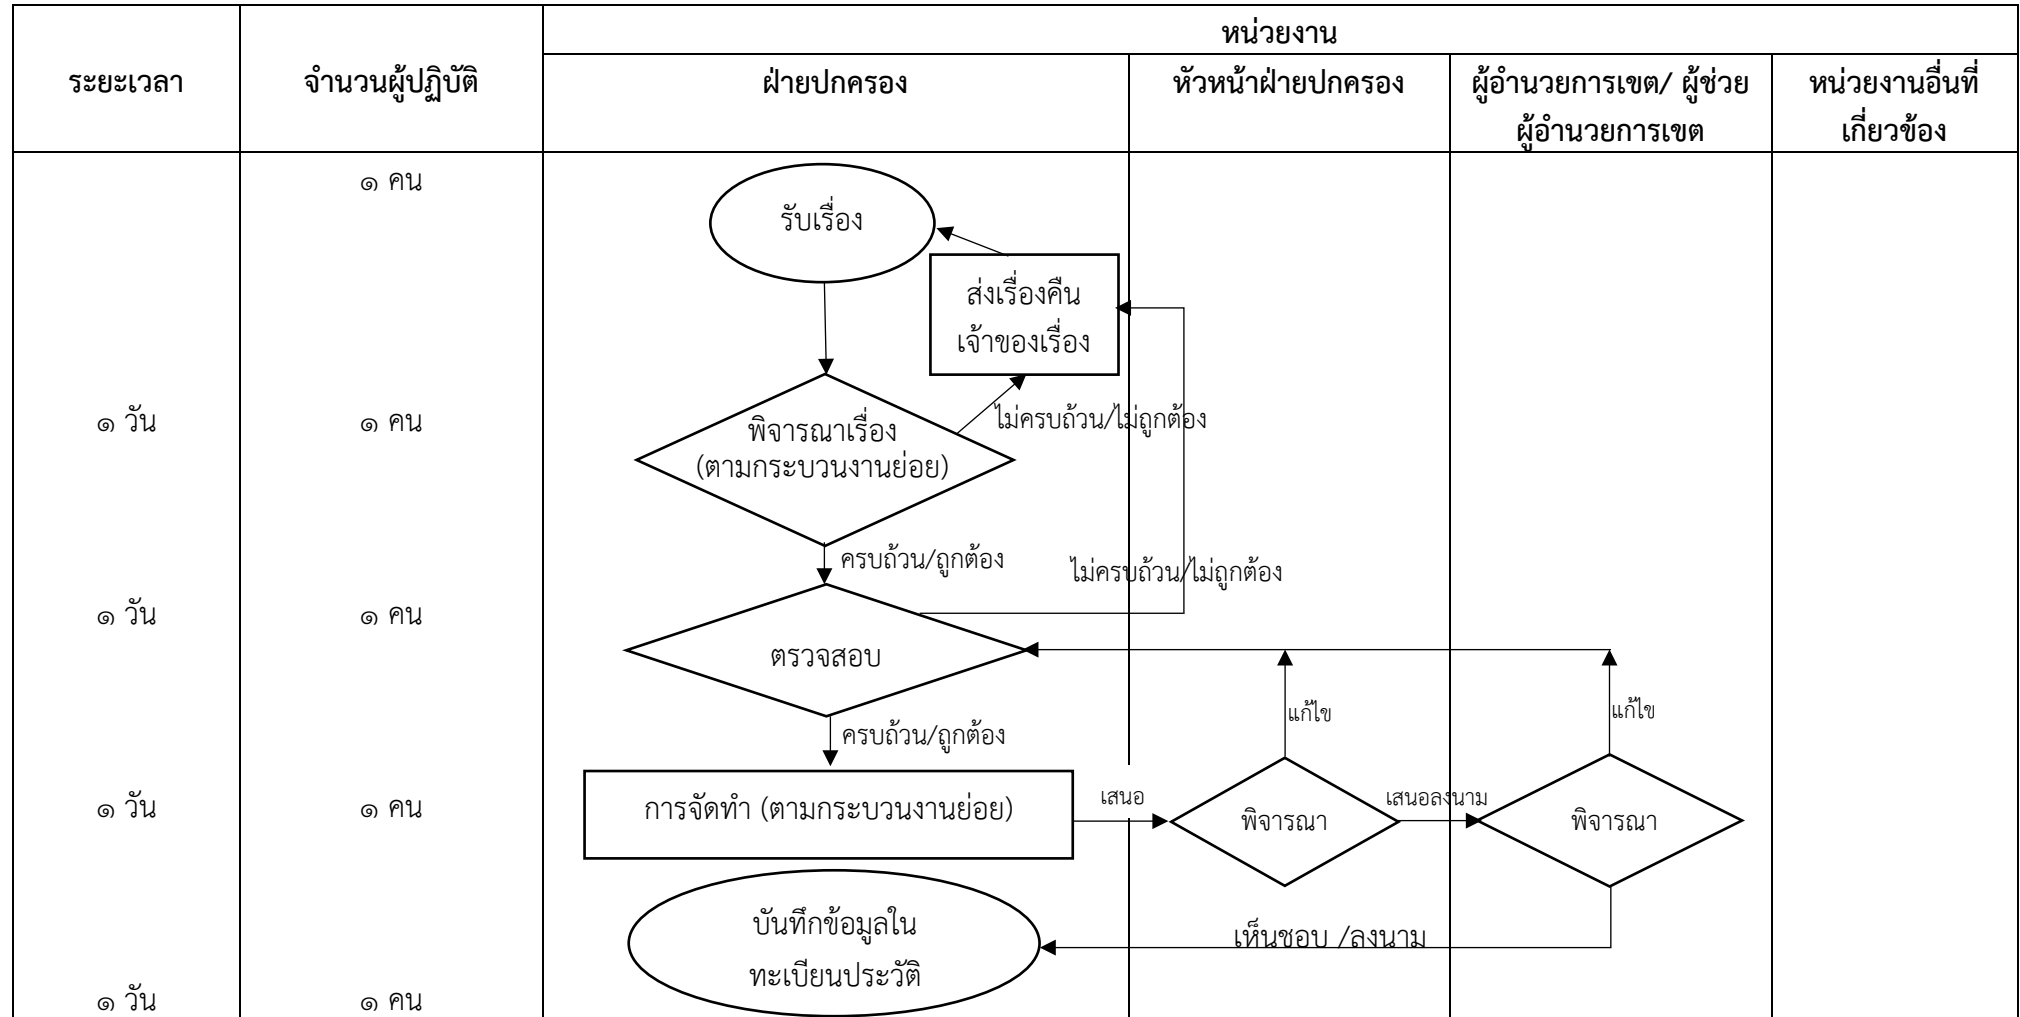 หน่วยงาน
ระยะเวลา
จำนวนผู้ปฏิบัติ
ฝ่ายปกครอง
หัวหน้าฝ่ายปกครอง
ผู้อำนวยการเขต/ ผู้ช่วย
ผู้อำนวยการเขต
หน่วยงานอื่นที่
เกี่ยวข้อง
๑ คน
รับเรื่อง
ส่งเรื่องคืน
เจ้าของเรื่อง
๑ วัน
๑ คน
พิจารณาเรื่อง
(ตามกระบวนงานย่อย)
ไม่ครบถ้วน/ไม่ถูกต้อง
ครบถ้วน/ถูกต้อง
ไม่ครบถ้วน/ไม่ถูกต้อง
๑ วัน
๑ คน
ตรวจสอบ
แก้ไข
แก้ไข
ครบถ้วน/ถูกต้อง
๑ วัน
๑ คน
การจัดทำ (ตามกระบวนงานย่อย)
เสนอ
พิจารณา
เสนอลงนาม
พิจารณา
บันทึกข้อมูลใน
ทะเบียนประวัติ
เห็นชอบ /ลงนาม
๑ วัน
๑ คน